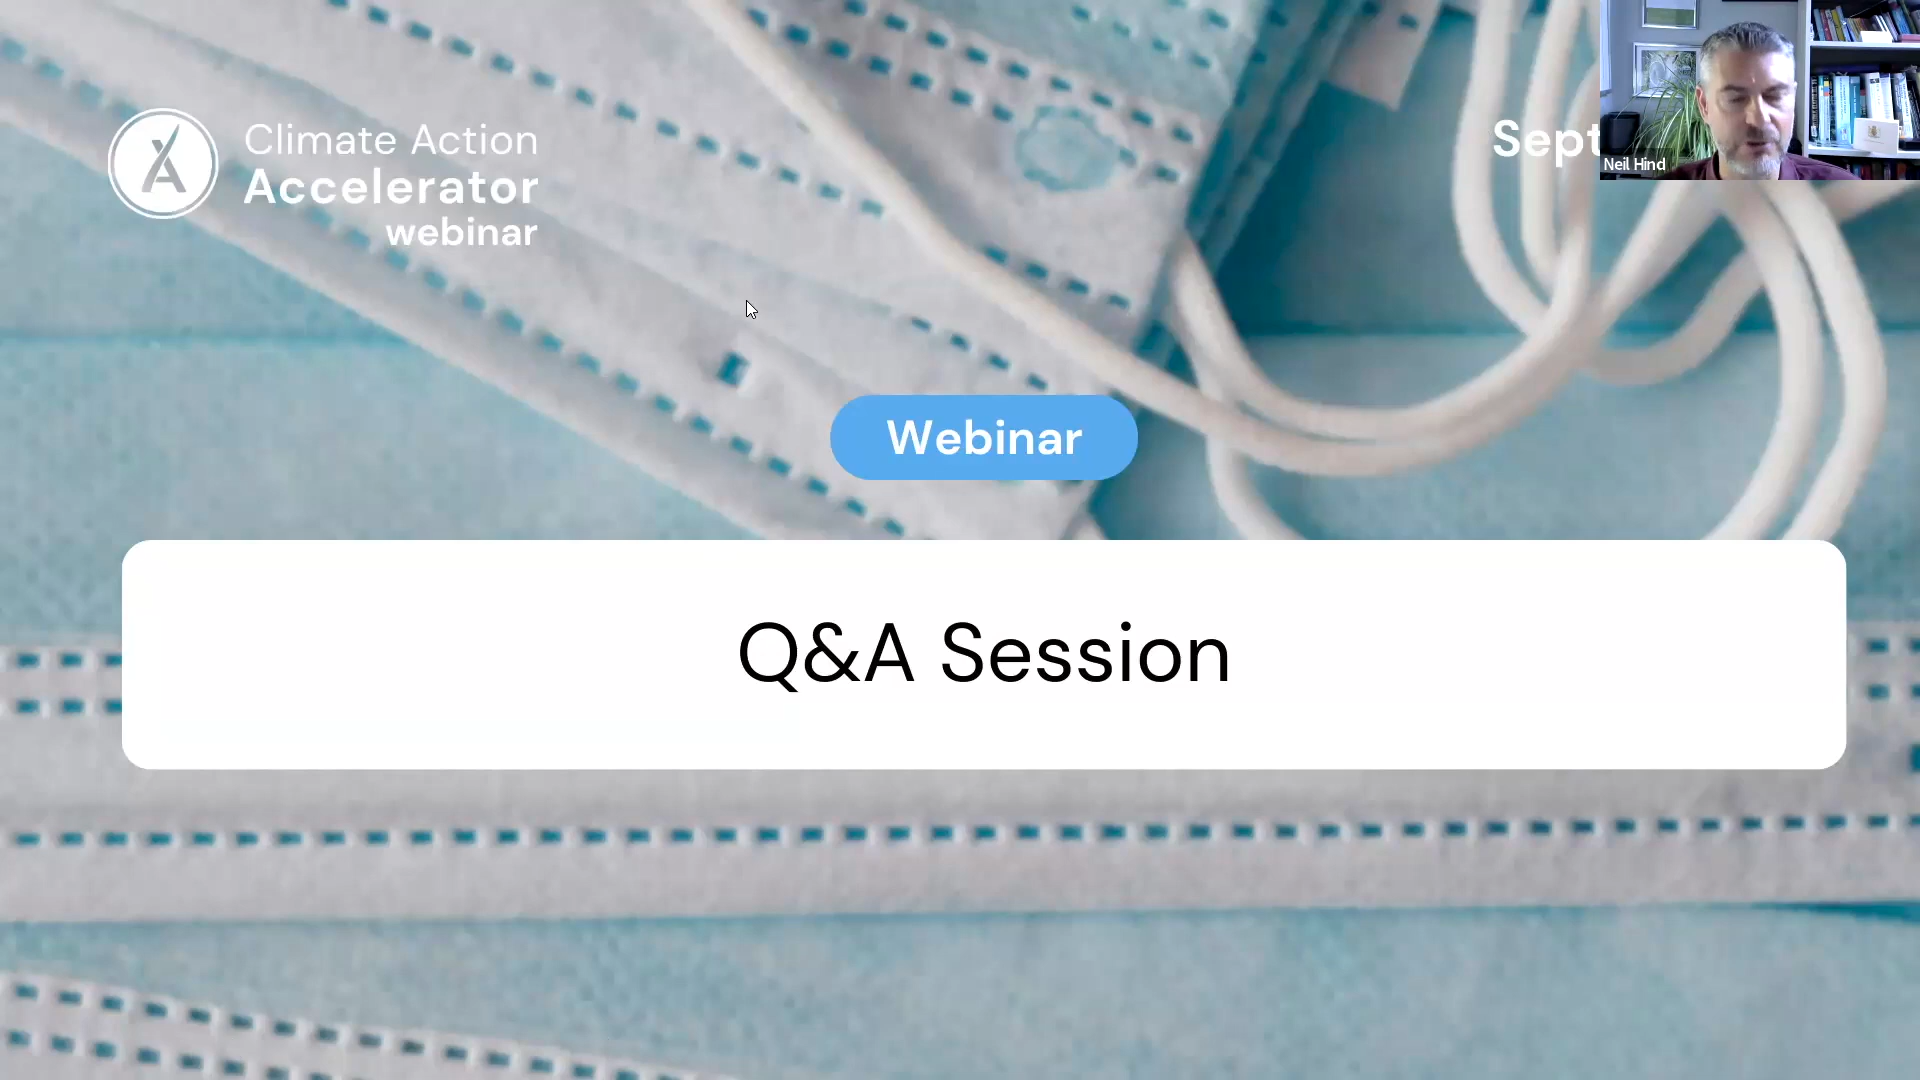 Climate Action
Accelerator
webinar
Sept
Neil Hind
Webinar
Q&A Session